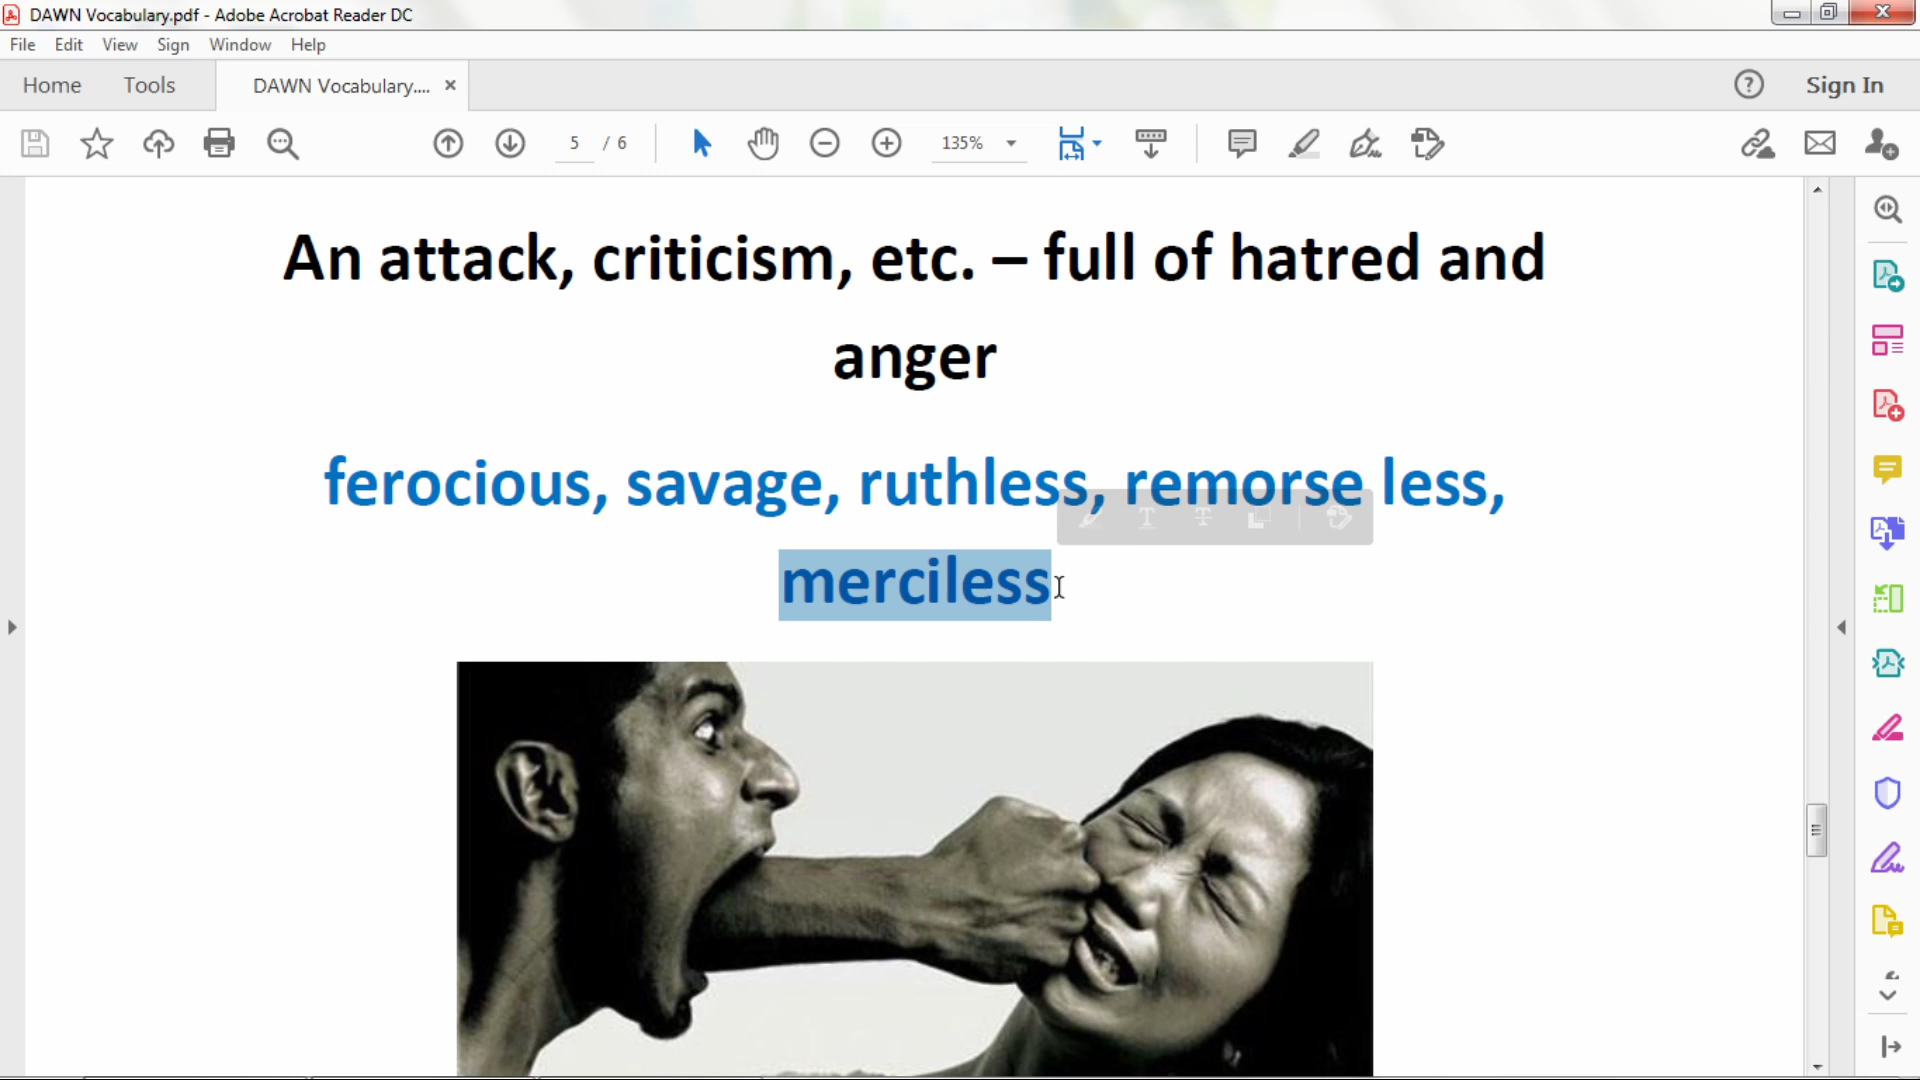 DAWN Vocabulary.pdf - Adobe Acrobat Reader DC
File Edit View Sign Window Help
Home Tools DAWN Vocabulary.... × ? Sign In
5 / 6 135%
An attack, criticism, etc. – full of hatred and
anger
ferocious, savage, ruthless, remorse less,
merciless